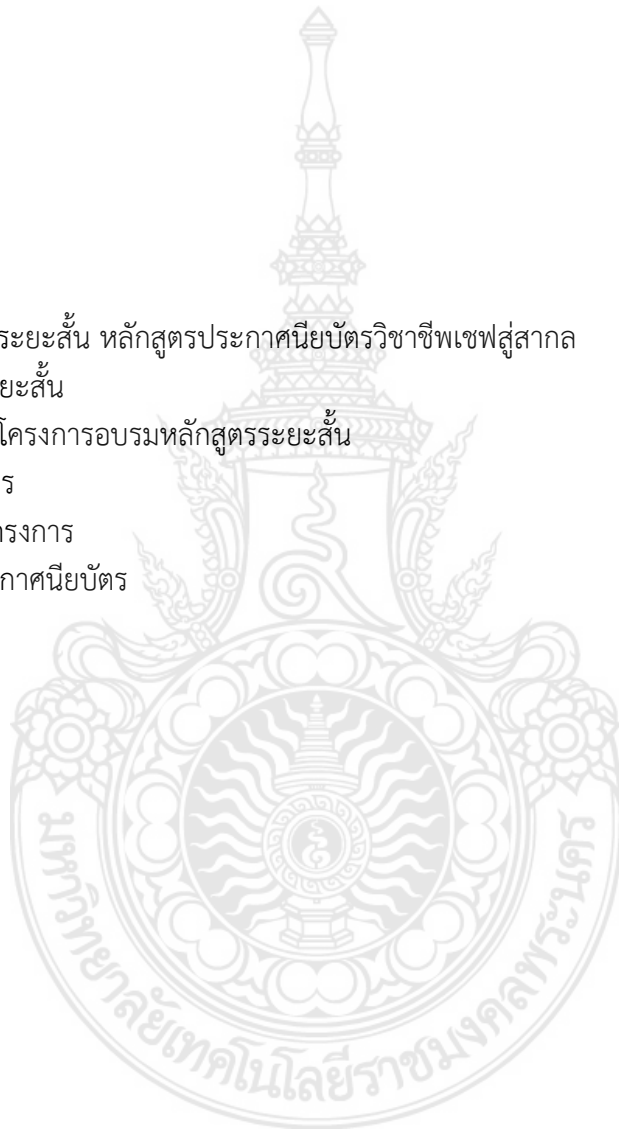 ระยะสั้น หลักสูตรประกาศนียบัตรวิชาชีพเชฟสู่สากล
ยะสั้น
โครงการอบรมหลักสูตรระยะสั้น
ร
ครงการ
กาศนียบัตร
มหาวิทยาลัยเทคโนโลยีราชมงคลพระนคร